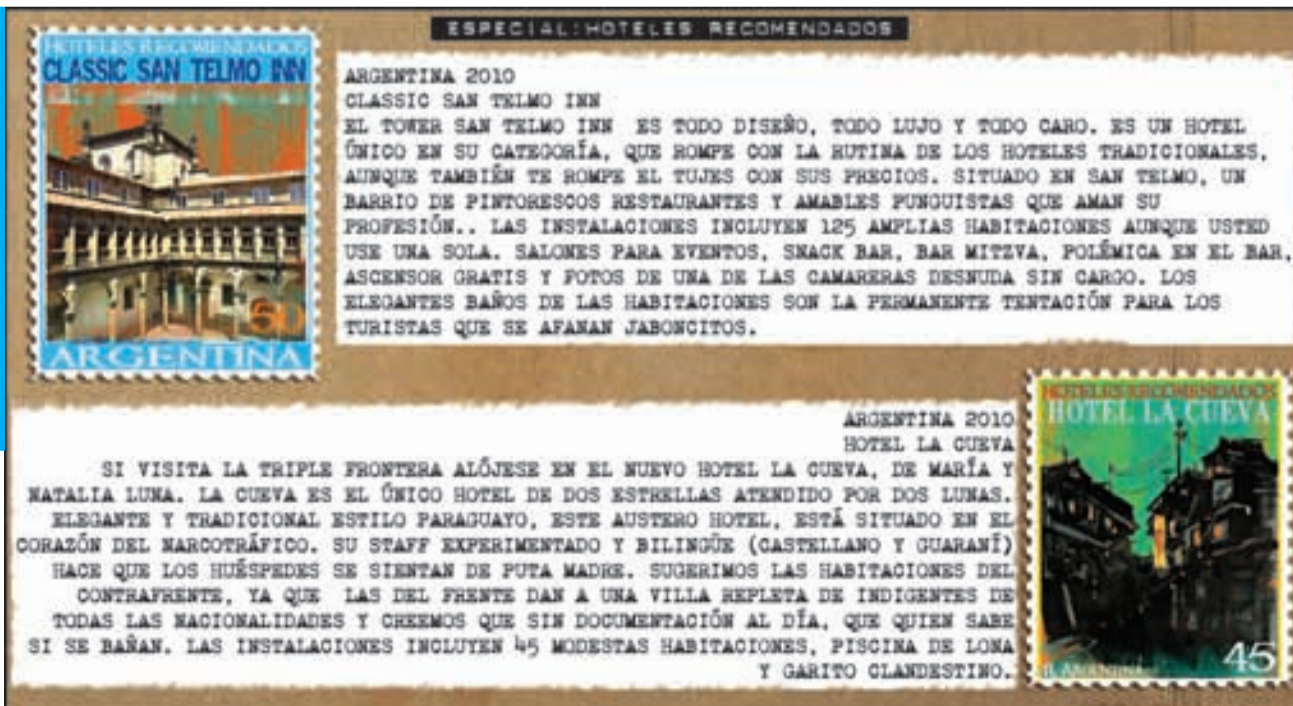 ESPECIAL:HOTELES RECOMENDADOS
HOTELES RECOMENDADOS
CLASSIC SAN TELMO INN
50
ARGENTINA
ARGENTINA 2010
CLASSIC SAN TELMO INN
EL TOWER SAN TELMO INN ES TODO DISEÑO, TODO LUJO Y TODO CARO. ES UN HOTEL
ÚNICO EN SU CATEGORÍA, QUE ROMPE CON LA RUTINA DE LOS HOTELES TRADICIONALES,
AUNQUE TAMBIÉN TE ROMPE EL TUJES CON SUS PRECIOS. SITUADO EN SAN TELMO, UN
BARRIO DE PINTORESCOS RESTAURANTES Y AMABLES PUNGUISTAS QUE AMAN SU
PROFESIÓN.. LAS INSTALACIONES INCLUYEN 125 AMPLIAS HABITACIONES AUNQUE USTED
USE UNA SOLA. SALONES PARA EVENTOS, SNACK BAR, BAR MITZVA, POLÉMICA EN EL BAR,
ASCENSOR GRATIS Y FOTOS DE UNA DE LAS CAMARERAS DESNUDA SIN CARGO. LOS
ELEGANTES BAÑOS DE LAS HABITACIONES SON LA PERMANENTE TENTACIÓN PARA LOS
TURISTAS QUE SE AFANAN JABONCITOS.
ARGENTINA 2010
HOTEL LA CUEVA
SI VISITA LA TRIPLE FRONTERA ALÓJESE EN EL NUEVO HOTEL LA CUEVA, DE MARÍA Y
NATALIA LUNA. LA CUEVA ES EL ÚNICO HOTEL DE DOS ESTRELLAS ATENDIDO POR DOS LUNAS.
ELEGANTE Y TRADICIONAL ESTILO PARAGUAYO, ESTE AUSTERO HOTEL, ESTÁ SITUADO EN EL
CORAZÓN DEL NARCOTRÁFICO. SU STAFF EXPERIMENTADO Y BILINGÜE (CASTELLANO Y GUARANÍ)
HACE QUE LOS HUÉSPEDES SE SIENTAN DE PUTA MADRE. SUGERIMOS LAS HABITACIONES DEL
CONTRAFRENTE, YA QUE LAS DEL FRENTE DAN A UNA VILLA REPLETA DE INDIGENTES DE
TODAS LAS NACIONALIDADES Y CREEMOS QUE SIN DOCUMENTACIÓN AL DÍA, QUE QUIEN SABE
SI SE BAÑAN. LAS INSTALACIONES INCLUYEN 45 MODESTAS HABITACIONES, PISCINA DE LONA
Y GARITO CLANDESTINO.
HOTELES RECOMENDADOS
HOTEL LA CUEVA
ARGENTINA
45